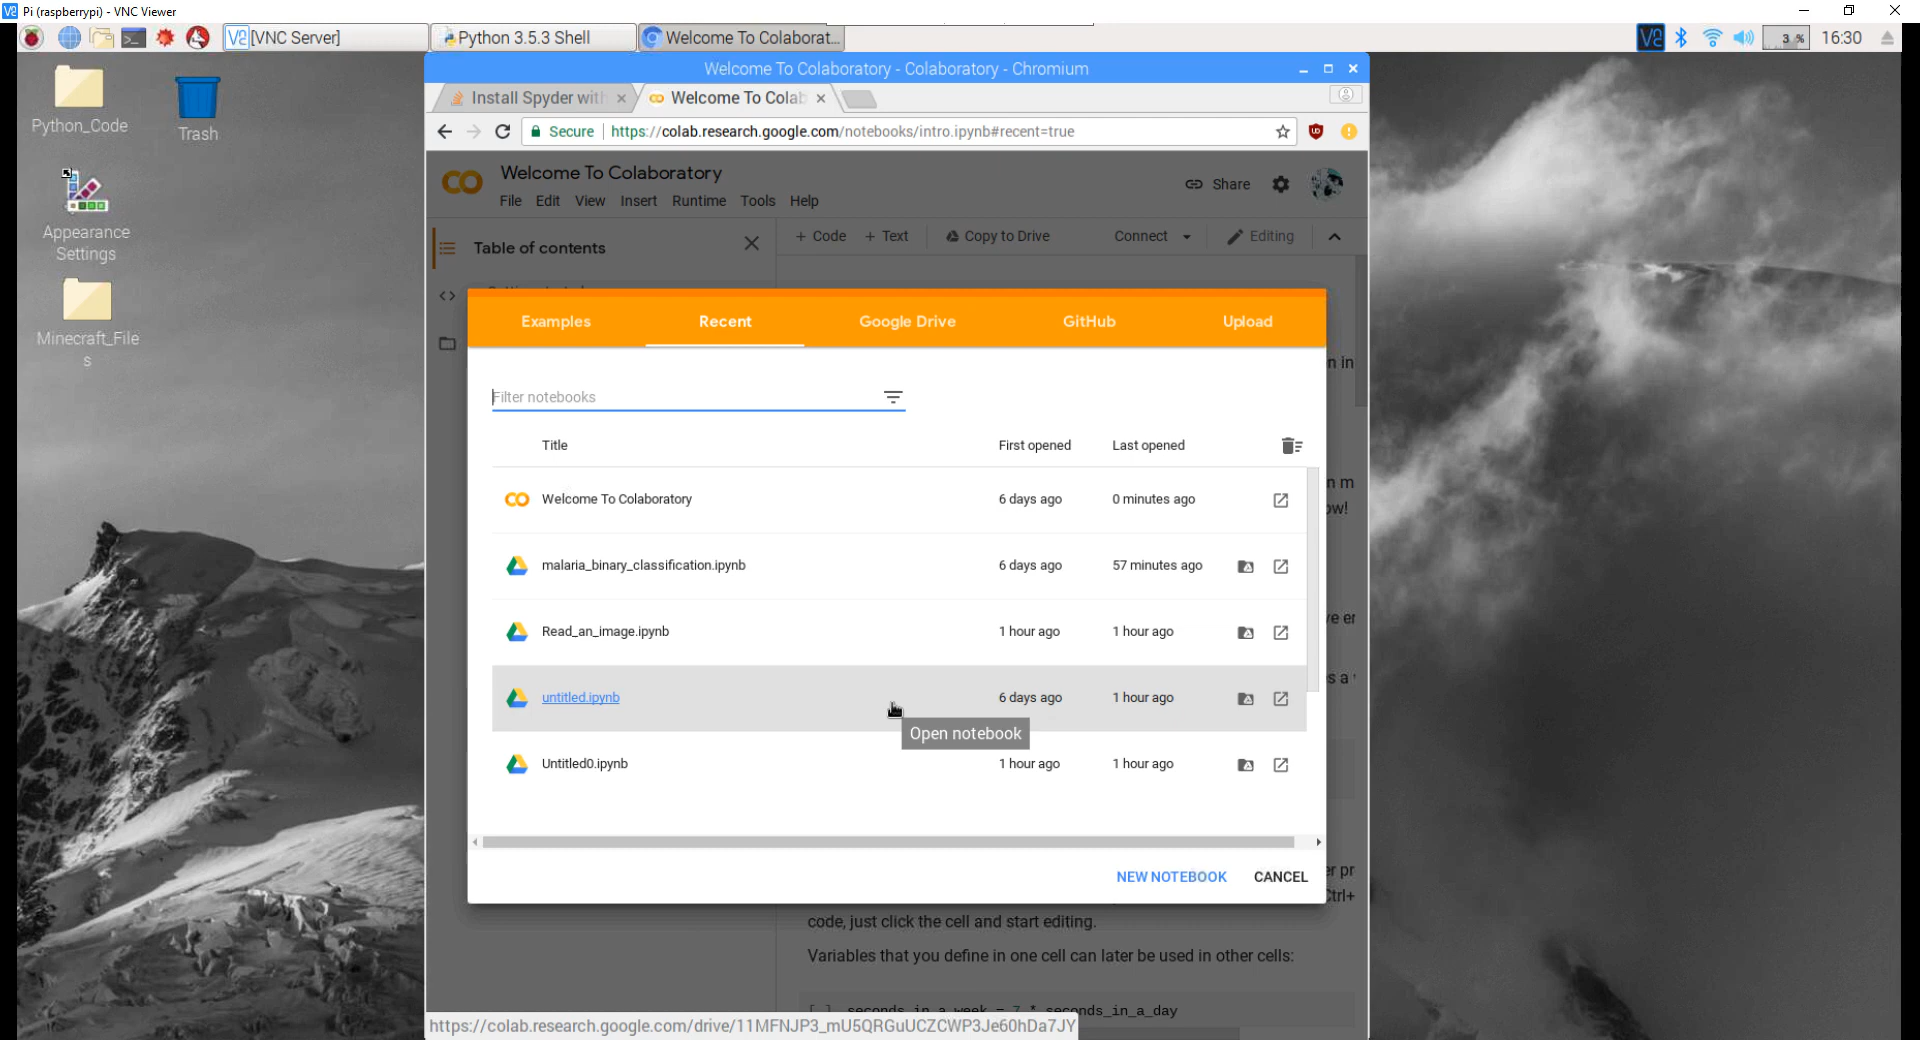 Pi (raspberrypi) - VNC Viewer
[VNC Server]
Python 3.5.3 Shell
Welcome To Colaborat...
3 %
16:30
Python_Code
Trash
Appearance
Settings
Minecraft_File
s
Welcome To Colaboratory - Colaboratory - Chromium
Install Spyder with
Welcome To Colab
Secure
https://colab.research.google.com/notebooks/intro.ipynb#recent=true
Welcome To Colaboratory
File Edit View Insert Runtime Tools Help
Share
Table of contents
+ Code + Text Copy to Drive Connect Editing
Examples Recent Google Drive GitHub Upload
Filter notebooks
Title First opened Last opened
Welcome To Colaboratory 6 days ago 0 minutes ago
malaria_binary_classification.ipynb 6 days ago 57 minutes ago
Read_an_image.ipynb 1 hour ago 1 hour ago
untitled.ipynb 6 days ago 1 hour ago
Open notebook
Untitled0.ipynb 1 hour ago 1 hour ago
NEW NOTEBOOK CANCEL
code, just click the cell and start editing.
Variables that you define in one cell can later be used in other cells:
[ ] seconds_in_a_week = 7 * seconds_in_a_day
https://colab.research.google.com/drive/11MFNJP3_mU5QRGuUCZCWP3Je60hDa7JY